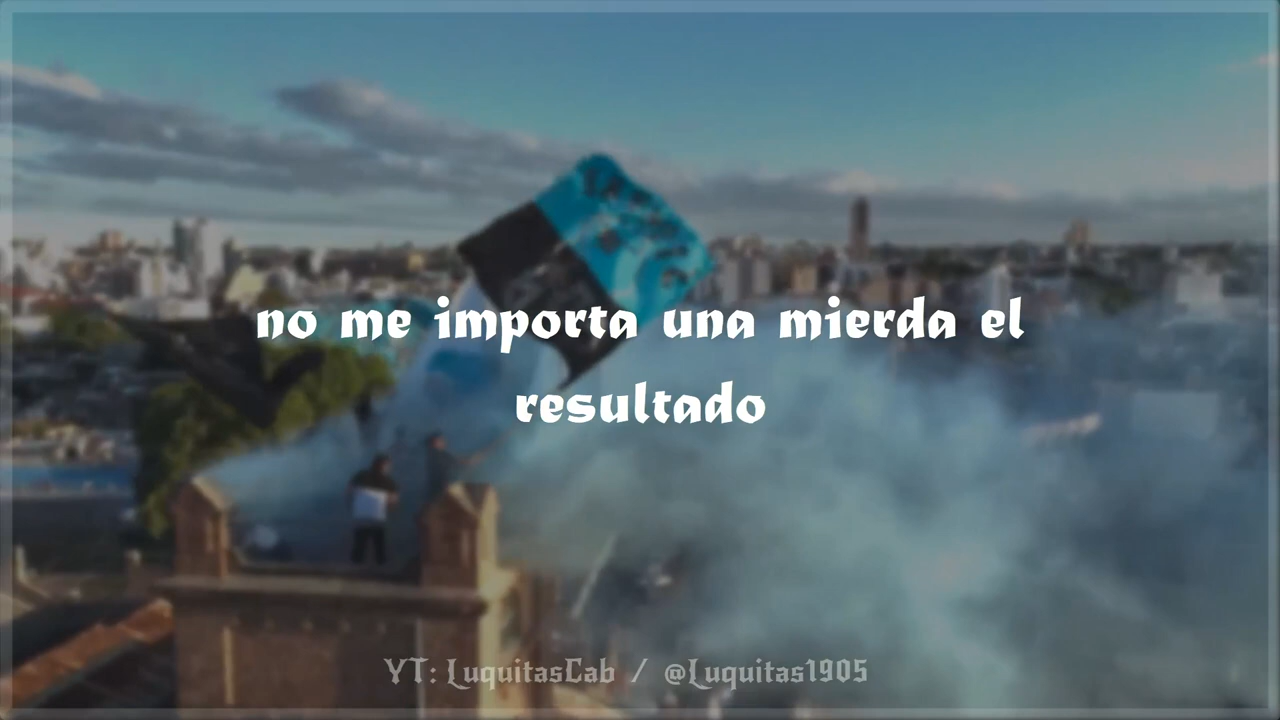 no me importa una mierda el
resultado
YT: LuquitasCab / @Luquitas1905